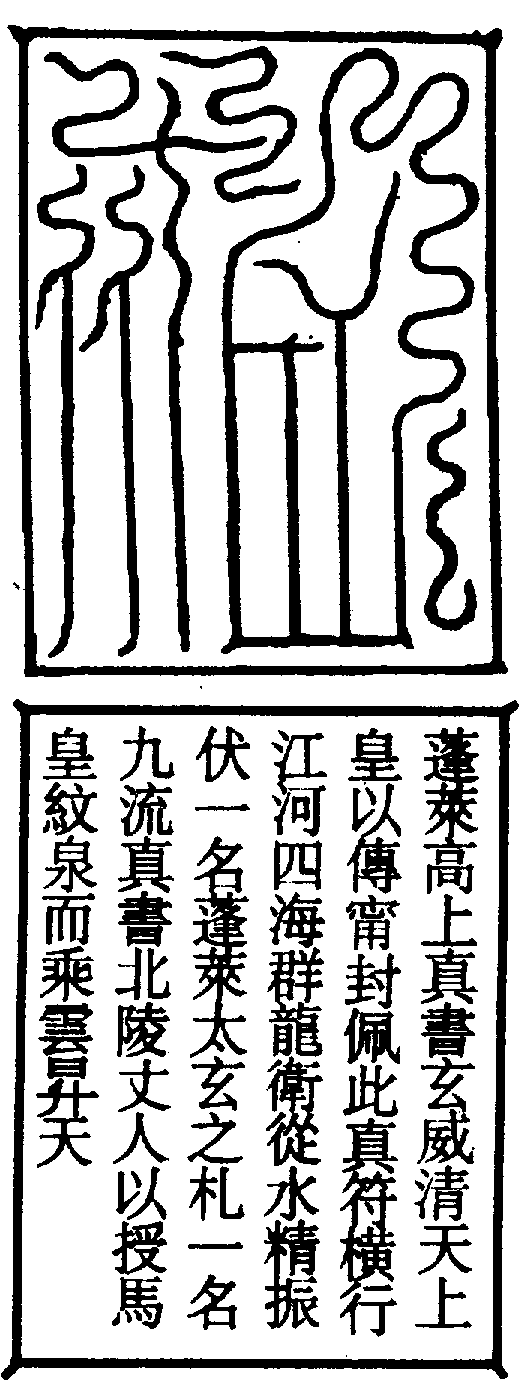 蓬萊高上真書玄威清天上
皇以傳甯封佩此真符橫行
江河四海群龍衛從水精振
伏一名蓬萊太玄之札一名
九流真書北陵丈人以授馬
皇紋泉而乘雲昇天